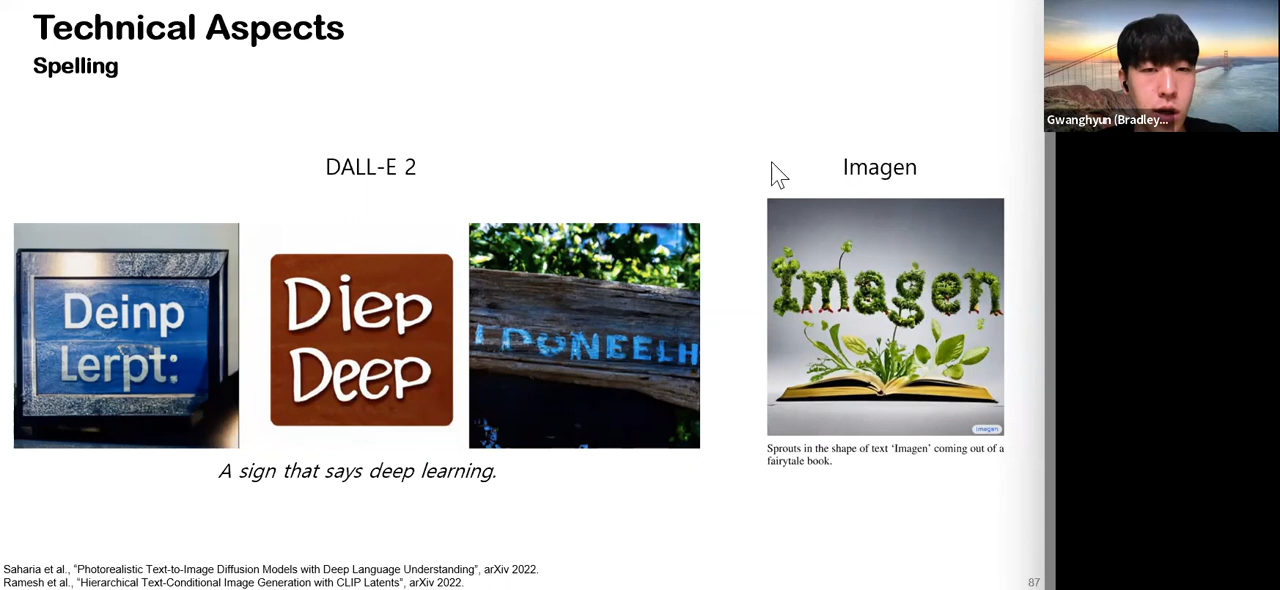 Technical Aspects
Spelling
DALL-E 2
Imagen
Deinp
Lerpt:
Diep
Deep
I DONEELH
Imagen
imagen
A sign that says deep learning.
Sprouts in the shape of text ‘Imagen’ coming out of a
fairytale book.
Saharia et al., “Photorealistic Text-to-Image Diffusion Models with Deep Language Understanding”, arXiv 2022.
Ramesh et al., “Hierarchical Text-Conditional Image Generation with CLIP Latents”, arXiv 2022.
87
Gwanghyun (Bradley...